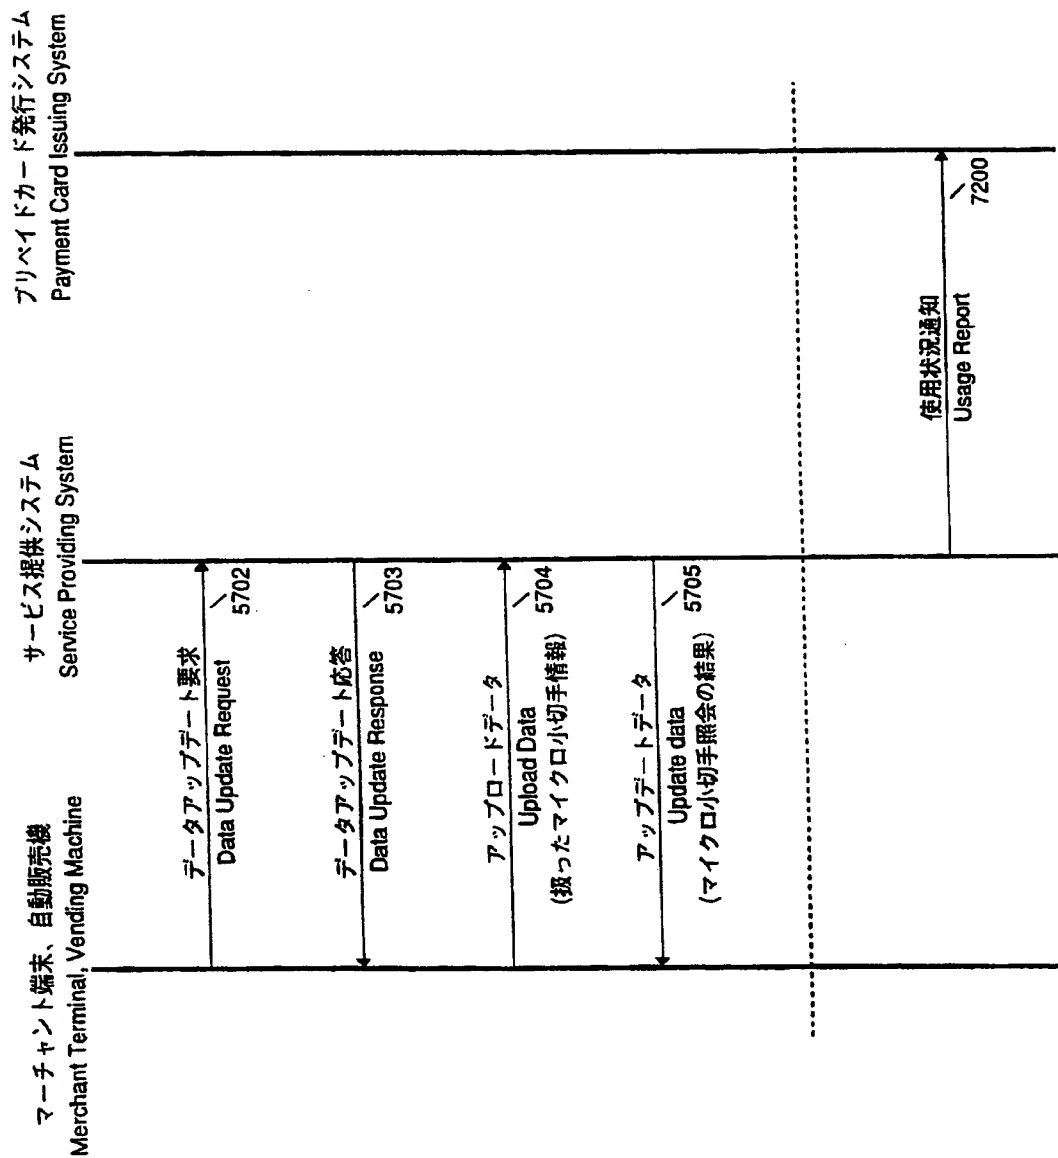 マーチャント端末、自動販売機
Merchant Terminal, Vending Machine
サービス提供システム
Service Providing System
プリペイドカード発行システム
Payment Card Issuing System
データアップデート要求
Data Update Request
5702
データアップデート応答
Data Update Response
5703
アップロードデータ
Upload Data
(扱ったマイクロ小切手情報)
5704
アップデートデータ
Update data
(マイクロ小切手照会の結果)
5705
使用状況通知
Usage Report
7200